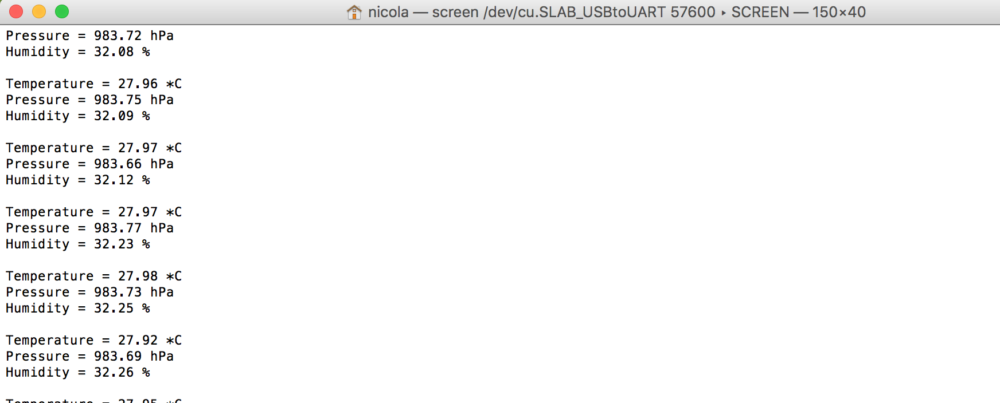 nicola — screen /dev/cu.SLAB_USBtoUART 57600 ▸ SCREEN — 150×40
Pressure = 983.72 hPa
Humidity = 32.08 %
Temperature = 27.96 *C
Pressure = 983.75 hPa
Humidity = 32.09 %
Temperature = 27.97 *C
Pressure = 983.66 hPa
Humidity = 32.12 %
Temperature = 27.97 *C
Pressure = 983.77 hPa
Humidity = 32.23 %
Temperature = 27.98 *C
Pressure = 983.73 hPa
Humidity = 32.25 %
Temperature = 27.92 *C
Pressure = 983.69 hPa
Humidity = 32.26 %
Temperature = 27.95 *C